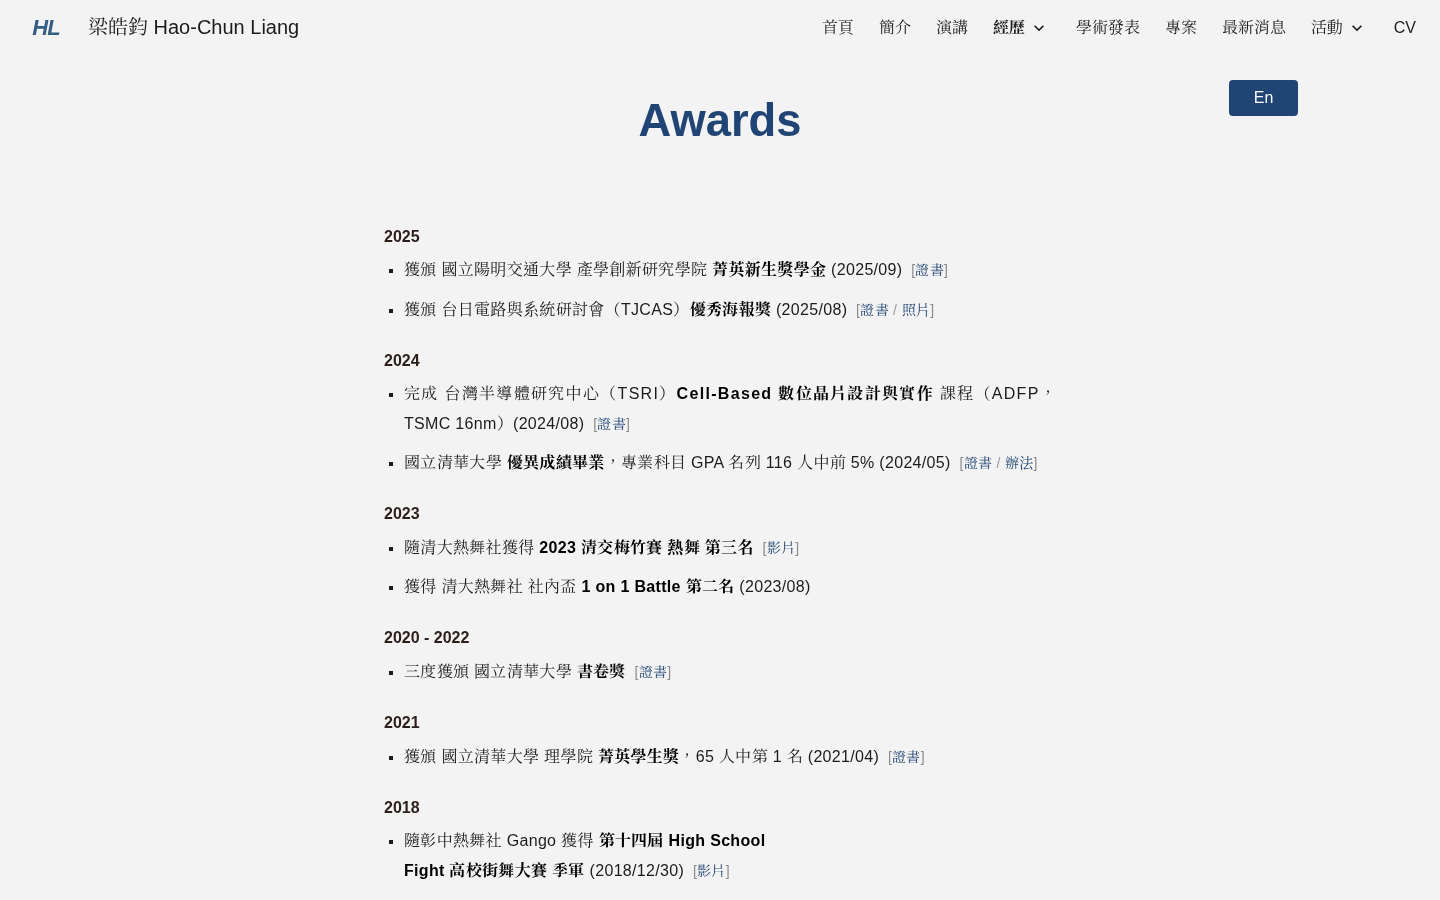 HL 梁皓鈞 Hao-Chun Liang 首頁 簡介 演講 經歷 學術發表 專案 最新消息 活動 CV
En
Awards
2025
獲頒 國立陽明交通大學 產學創新研究學院 菁英新生獎學金 (2025/09) [證書]
獲頒 台日電路與系統研討會（TJCAS）優秀海報獎 (2025/08) [證書 / 照片]
2024
完成 台灣半導體研究中心（TSRI）Cell-Based 數位晶片設計與實作 課程（ADFP，
TSMC 16nm）(2024/08) [證書]
國立清華大學 優異成績畢業，專業科目 GPA 名列 116 人中前 5% (2024/05) [證書 / 辦法]
2023
隨清大熱舞社獲得 2023 清交梅竹賽 熱舞 第三名 [影片]
獲得 清大熱舞社 社內盃 1 on 1 Battle 第二名 (2023/08)
2020 - 2022
三度獲頒 國立清華大學 書卷獎 [證書]
2021
獲頒 國立清華大學 理學院 菁英學生獎，65 人中第 1 名 (2021/04) [證書]
2018
隨彰中熱舞社 Gango 獲得 第十四屆 High School
Fight 高校街舞大賽 季軍 (2018/12/30) [影片]